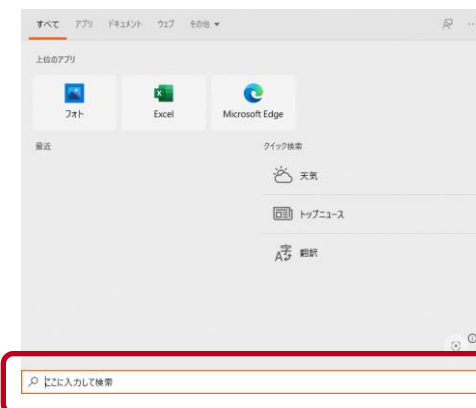 すべて アプリ ドキュメント ウェブ その他
上位のアプリ
フォト Excel Microsoft Edge
最近 クイック検索
天気
トップニュース
翻訳
ここに入力して検索